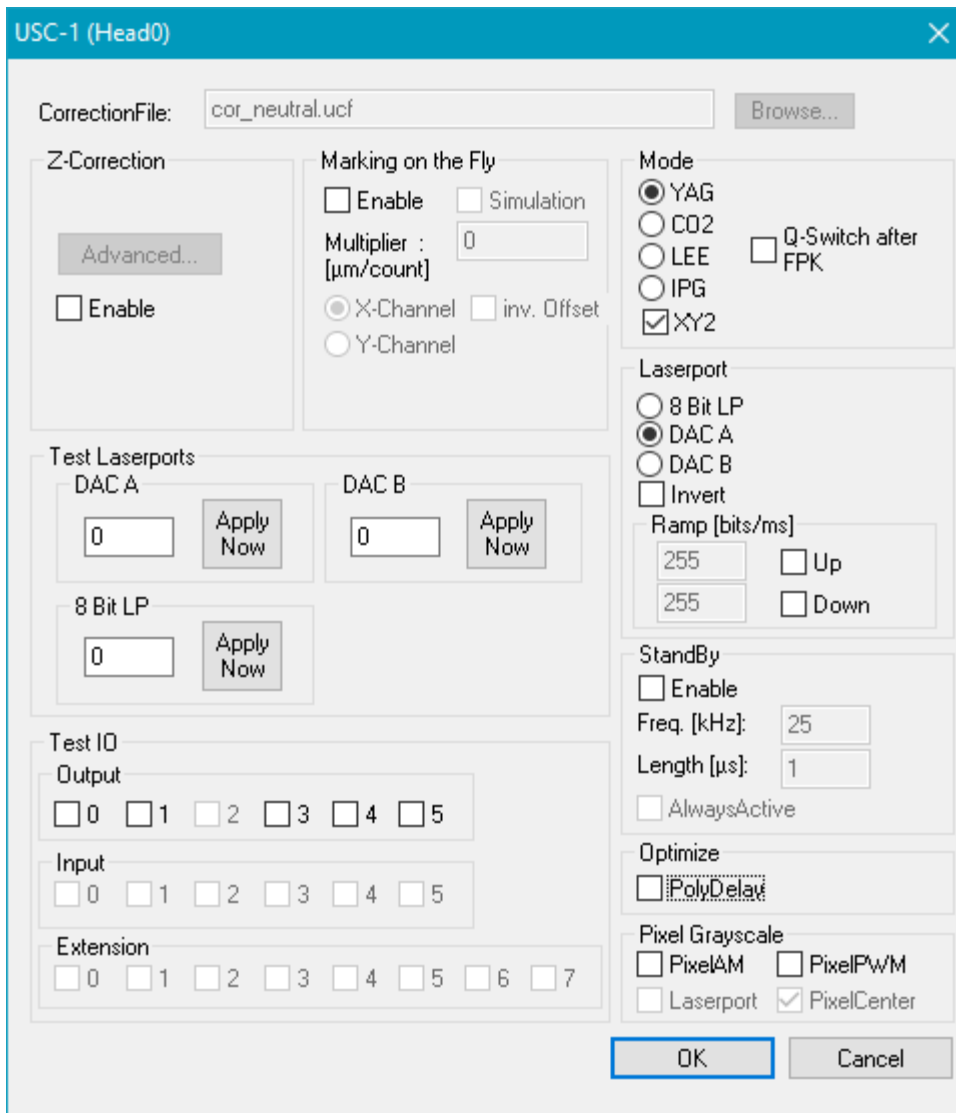 USC-1 (Head0)
CorrectionFile: cor_neutral.ucf Browse...
Z-Correction
Advanced...
Enable
Marking on the Fly
Enable Simulation
Multiplier : 0
[µm/count]
X-Channel inv. Offset
Y-Channel
Mode
YAG
CO2
LEE
IPG
XY2
Q-Switch after
FPK
Laserport
8 Bit LP
DAC A
DAC B
Invert
Ramp [bits/ms]
255 Up
255 Down
Test Laserports
DAC A
0 Apply
Now
DAC B
0 Apply
Now
8 Bit LP
0 Apply
Now
StandBy
Enable
Freq. [kHz]: 25
Length [µs]: 1
AlwaysActive
Test IO
Output
0 1 2 3 4 5
Input
0 1 2 3 4 5
Extension
0 1 2 3 4 5 6 7
Optimize
PolyDelay
Pixel Grayscale
PixelAM PixelPWM
Laserport PixelCenter
OK Cancel